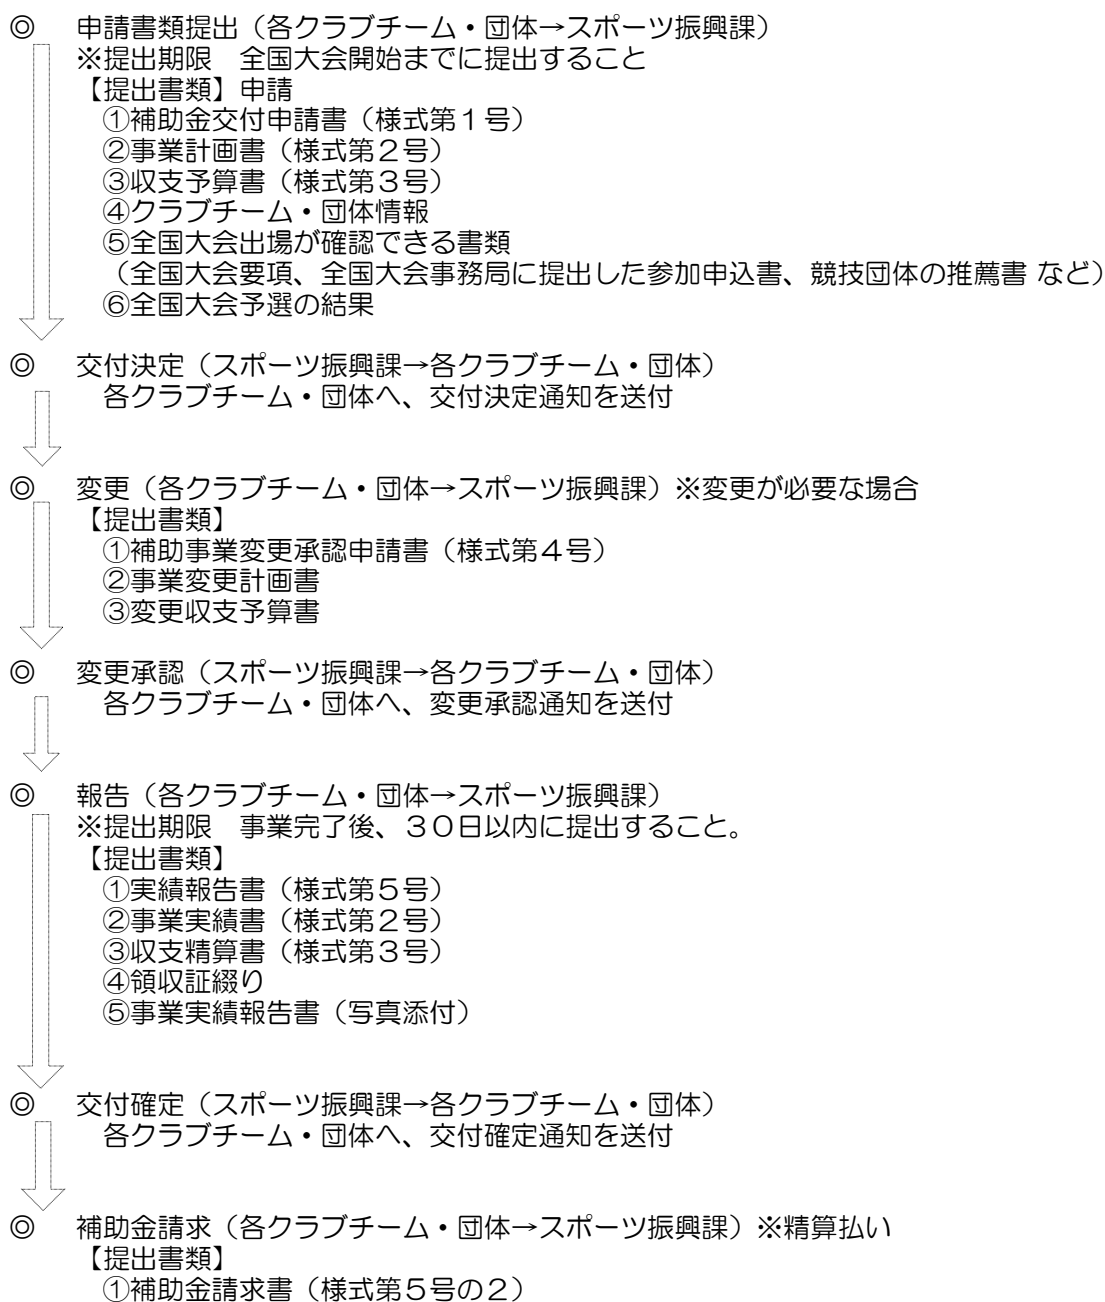 ◎　申請書類提出（各クラブチーム・団体→スポーツ振興課）
※提出期限　全国大会開始までに提出すること
【提出書類】申請
①補助金交付申請書（様式第１号）
②事業計画書（様式第２号）
③収支予算書（様式第３号）
④クラブチーム・団体情報
⑤全国大会出場が確認できる書類
（全国大会要項、全国大会事務局に提出した参加申込書、競技団体の推薦書 など）
⑥全国大会予選の結果
◎　交付決定（スポーツ振興課→各クラブチーム・団体）
各クラブチーム・団体へ、交付決定通知を送付
◎　変更（各クラブチーム・団体→スポーツ振興課）※変更が必要な場合
【提出書類】
①補助事業変更承認申請書（様式第４号）
②事業変更計画書
③変更収支予算書
◎　変更承認（スポーツ振興課→各クラブチーム・団体）
各クラブチーム・団体へ、変更承認通知を送付
◎　報告（各クラブチーム・団体→スポーツ振興課）
※提出期限　事業完了後、３０日以内に提出すること。
【提出書類】
①実績報告書（様式第５号）
②事業実績書（様式第２号）
③収支精算書（様式第３号）
④領収証綴り
⑤事業実績報告書（写真添付）
◎　交付確定（スポーツ振興課→各クラブチーム・団体）
各クラブチーム・団体へ、交付確定通知を送付
◎　補助金請求（各クラブチーム・団体→スポーツ振興課）※精算払い
【提出書類】
①補助金請求書（様式第５号の２）